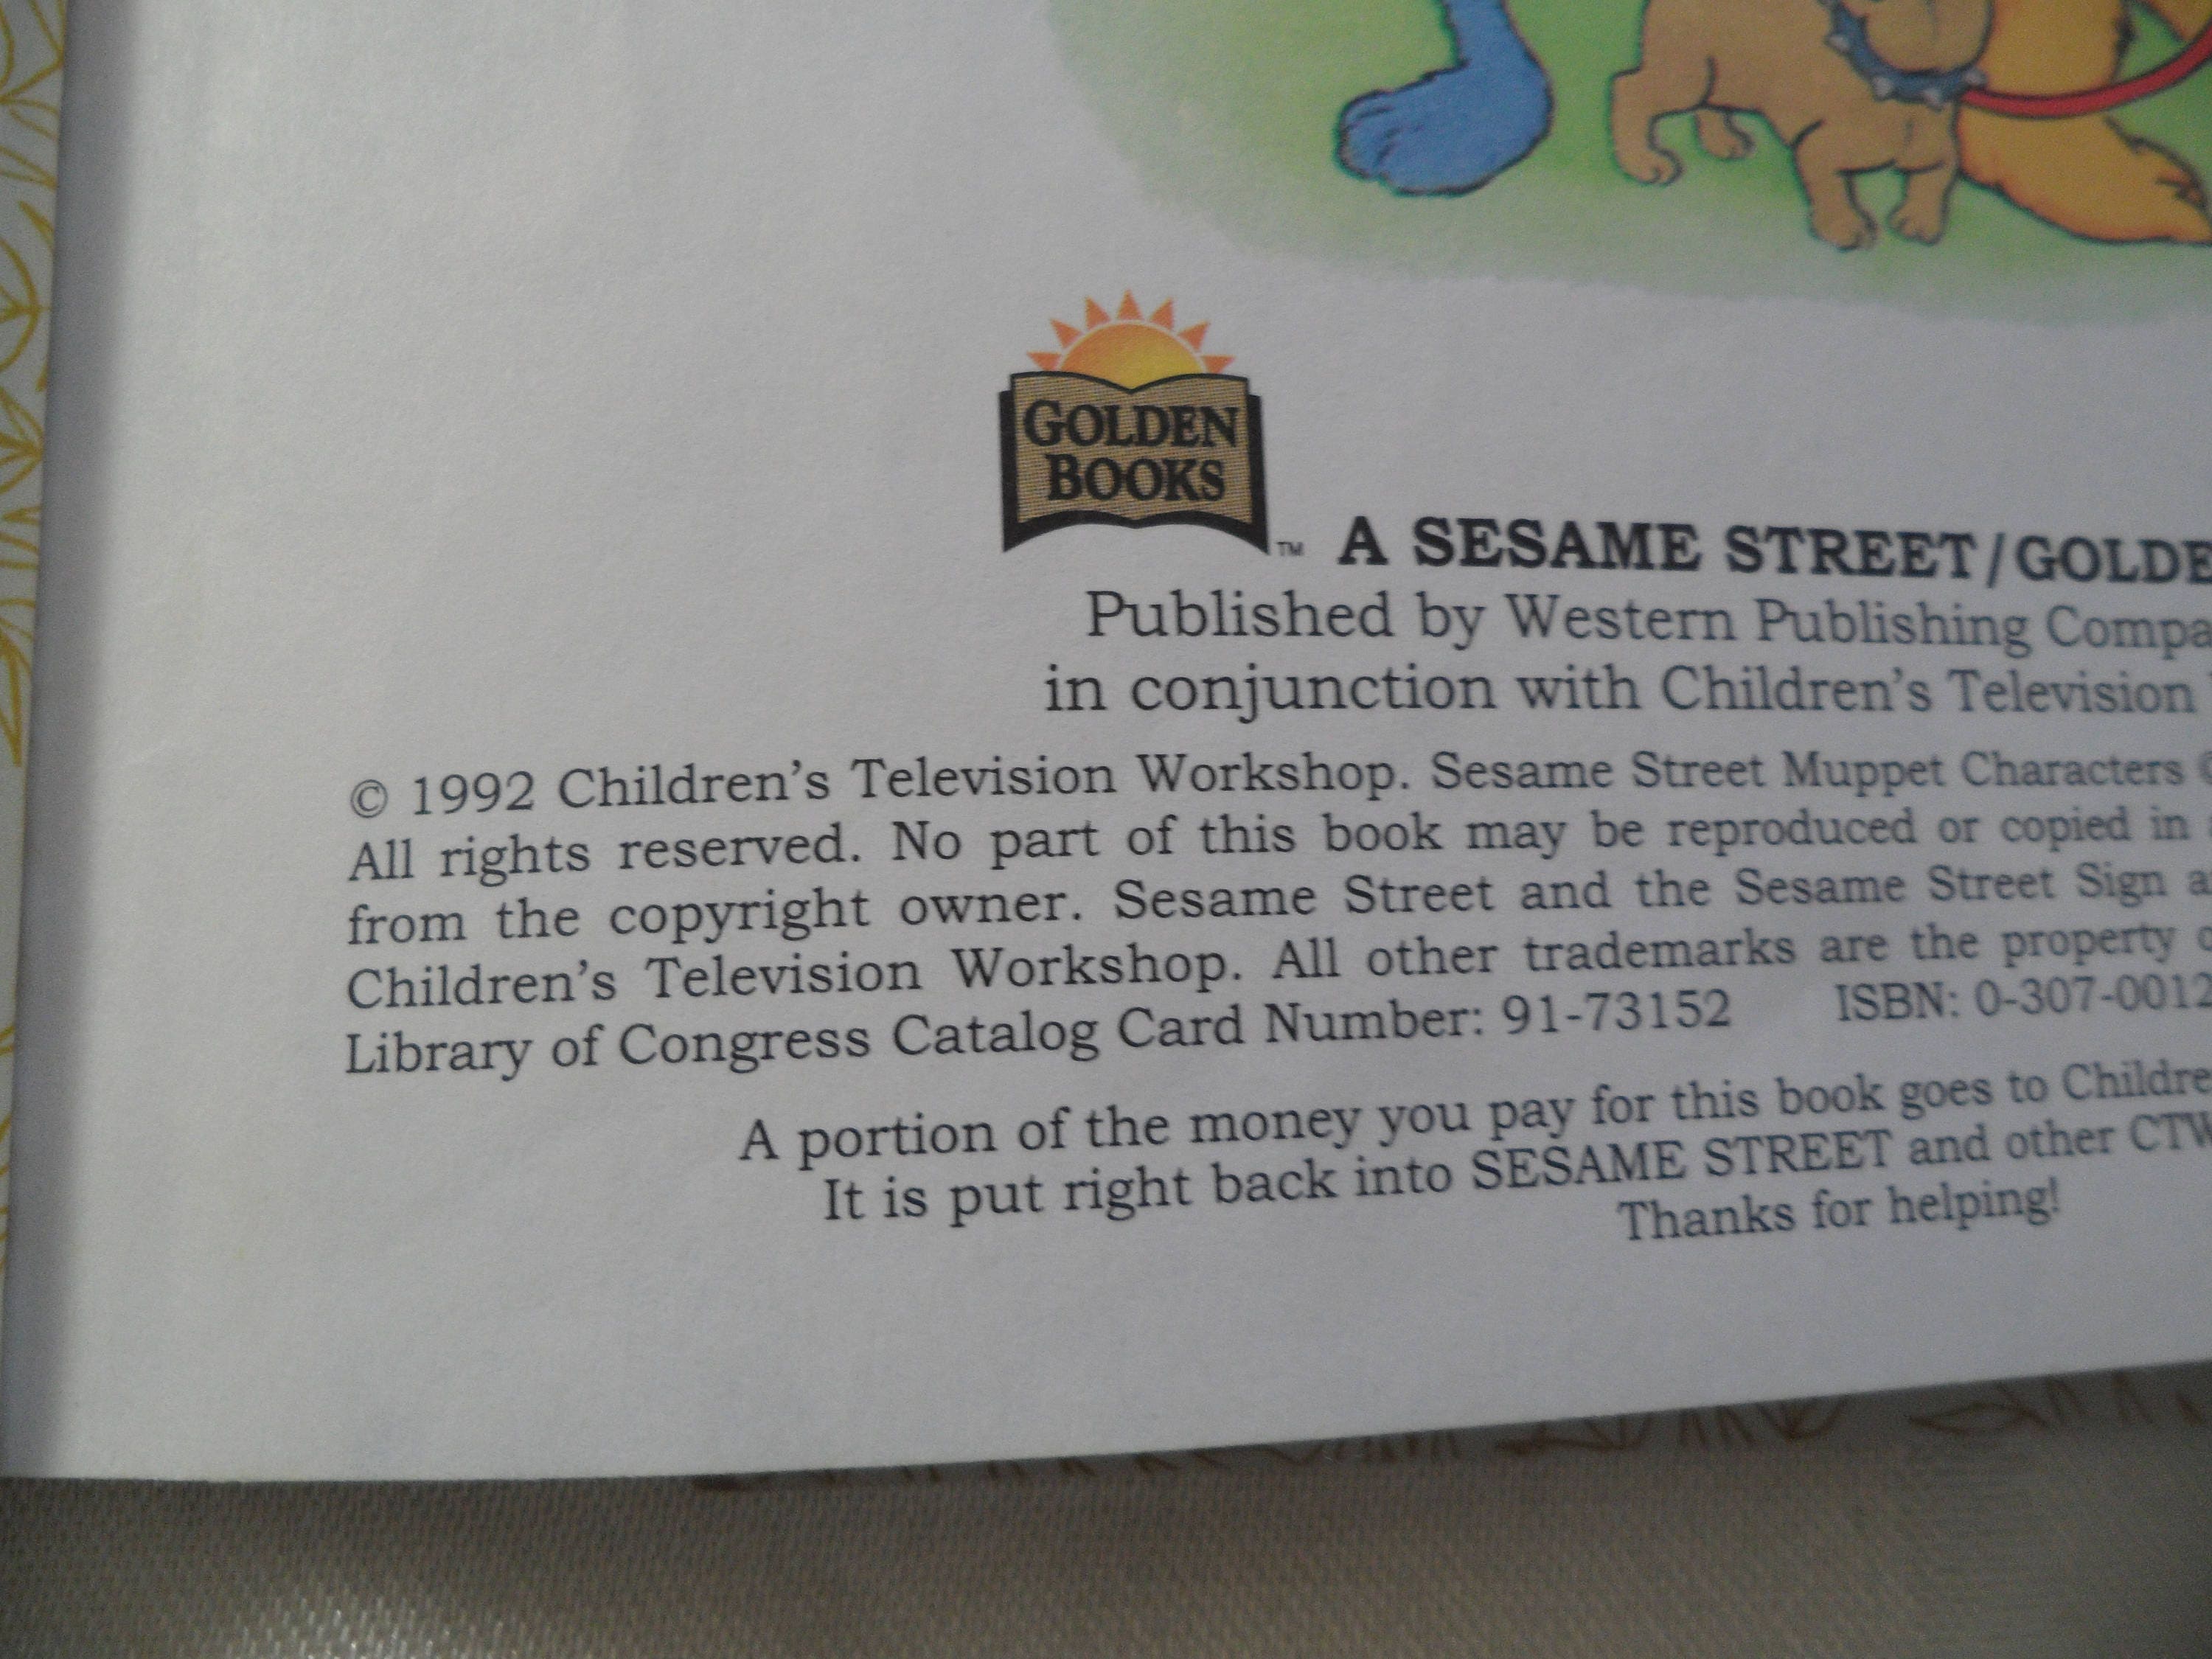 GOLDEN
BOOKS
™ A SESAME STREET/GOLDE
Published by Western Publishing Compa
in conjunction with Children's Television
© 1992 Children's Television Workshop. Sesame Street Muppet Characters ©
All rights reserved. No part of this book may be reproduced or copied in
from the copyright owner. Sesame Street and the Sesame Street Sign a
Children's Television Workshop. All other trademarks are the property o
Library of Congress Catalog Card Number: 91-73152 ISBN: 0-307-0012
A portion of the money you pay for this book goes to Childre
It is put right back into SESAME STREET and other CTW
Thanks for helping!